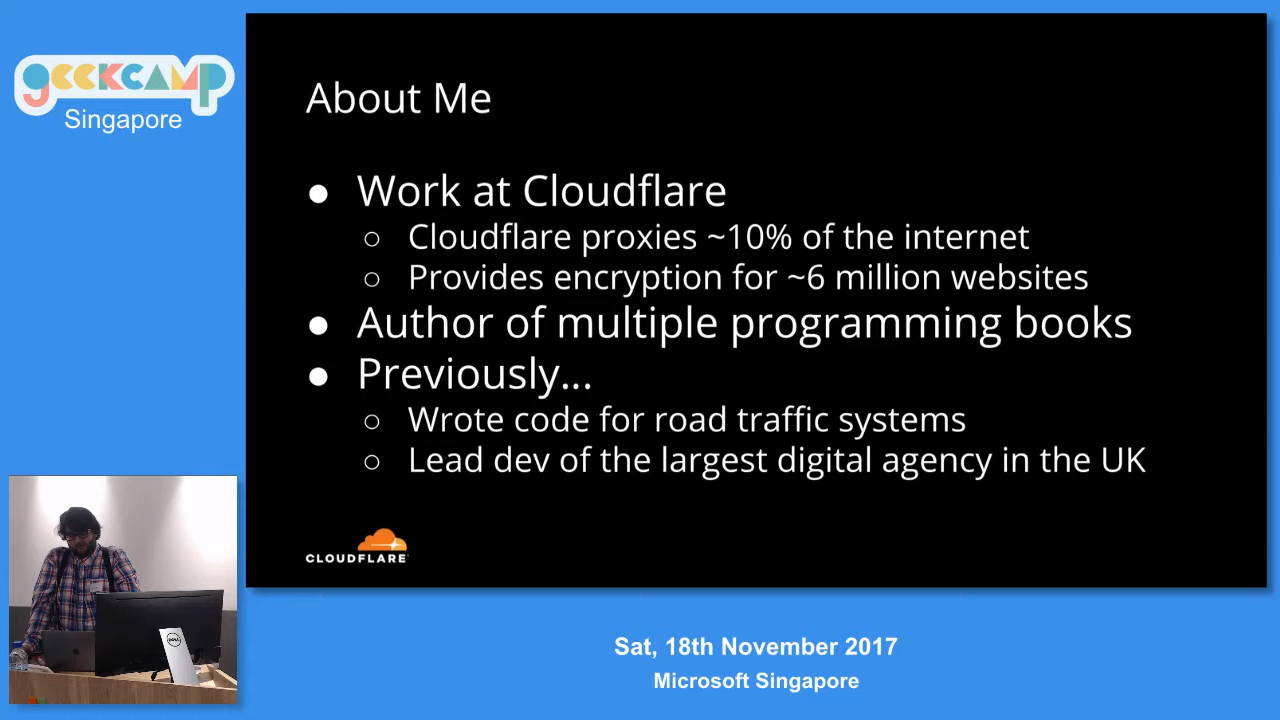 geekcamp
Singapore
About Me
● Work at Cloudflare
○ Cloudflare proxies ~10% of the internet
○ Provides encryption for ~6 million websites
● Author of multiple programming books
● Previously...
○ Wrote code for road traffic systems
○ Lead dev of the largest digital agency in the UK
CLOUDFLARE
DELL
Sat, 18th November 2017
Microsoft Singapore